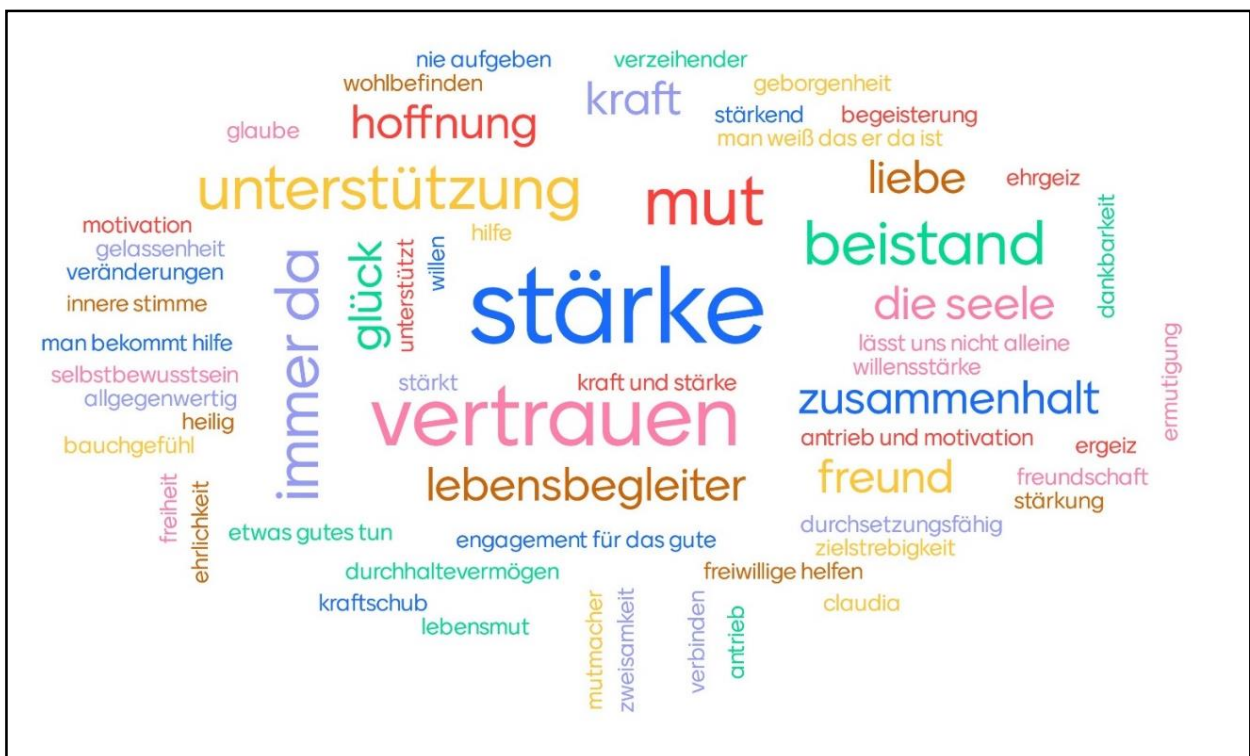 nie aufgeben
verzeihender
wohlbefinden
kraft
geborgenheit
glaube
hoffnung
stärkend
begeisterung
man weiß das er da ist
unterstützung
mut
liebe
ehrgeiz
motivation
gelassenheit
veränderungen
innere stimme
immer da
glück
unterstützt
willen
hilfe
stärke
beistand
dankbarkeit
die seele
man bekommt hilfe
selbstbewusstsein
allgegenwertig
heilig
bauchgefühl
stärkt
kraft und stärke
vertrauen
lässt uns nicht alleine
willensstärke
ermutigung
zusammenhalt
antrieb und motivation
ergeiz
lebensbegleiter
freund
freundschaft
stärkung
freiheit
ehrlichkeit
etwas gutes tun
engagement für das gute
durchsetzungsfähig
zielstrebigkeit
durchhaltevermögen
freiwillige helfen
kraftschub
claudia
lebensmut
mutmacher
zweisamkeit
verbinden
antrieb